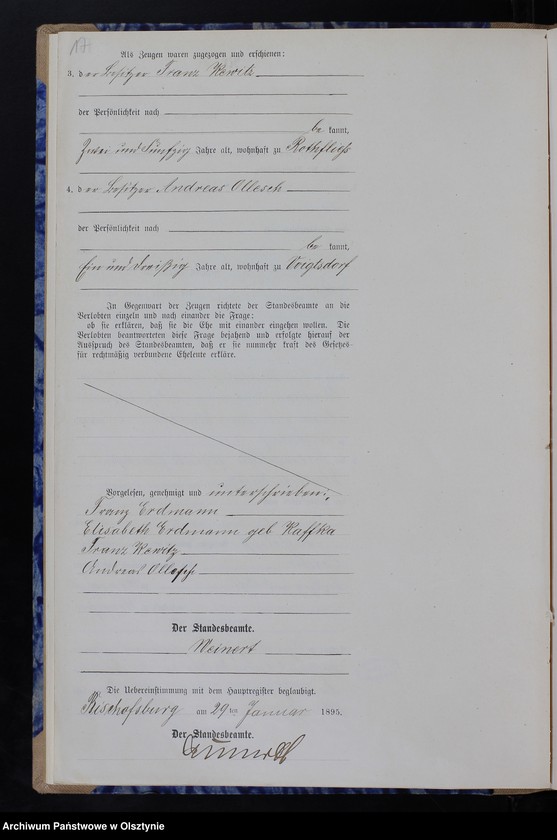 17
Als Zeugen waren zugezogen und erschienen:
3. der Besitzer Franz Kewitz
der Persönlichkeit nach
be kannt,
Zwei und fünfzig Jahre alt, wohnhaft zu Rothfließ
4. der Besitzer Andreas Ollesch
der Persönlichkeit nach
be kannt,
Ein und dreißig Jahre alt, wohnhaft zu Voigtsdorf
In Gegenwart der Zeugen richtete der Standesbeamte an die
Verlobten einzeln und nach einander die Frage:
ob sie erklären, daß sie die Ehe mit einander eingehen wollen. Die
Verlobten beantworteten diese Frage bejahend und erfolgte hierauf der
Ausspruch des Standesbeamten, daß er sie nunmehr kraft des Gesetzes
für rechtmäßig verbundene Eheleute erkläre.
Vorgelesen, genehmigt und unterschrieben:
Franz Erdmann
Elisabeth Erdmann geb Kaffka
Franz Kewitz
Andreas Ollesch
Der Standesbeamte.
Weinert
Die Uebereinstimmung mit dem Hauptregister beglaubigt.
Bischofsburg am 29ten Januar 1895.
Der Standesbeamte.
Archiwum Państwowe w Olsztynie